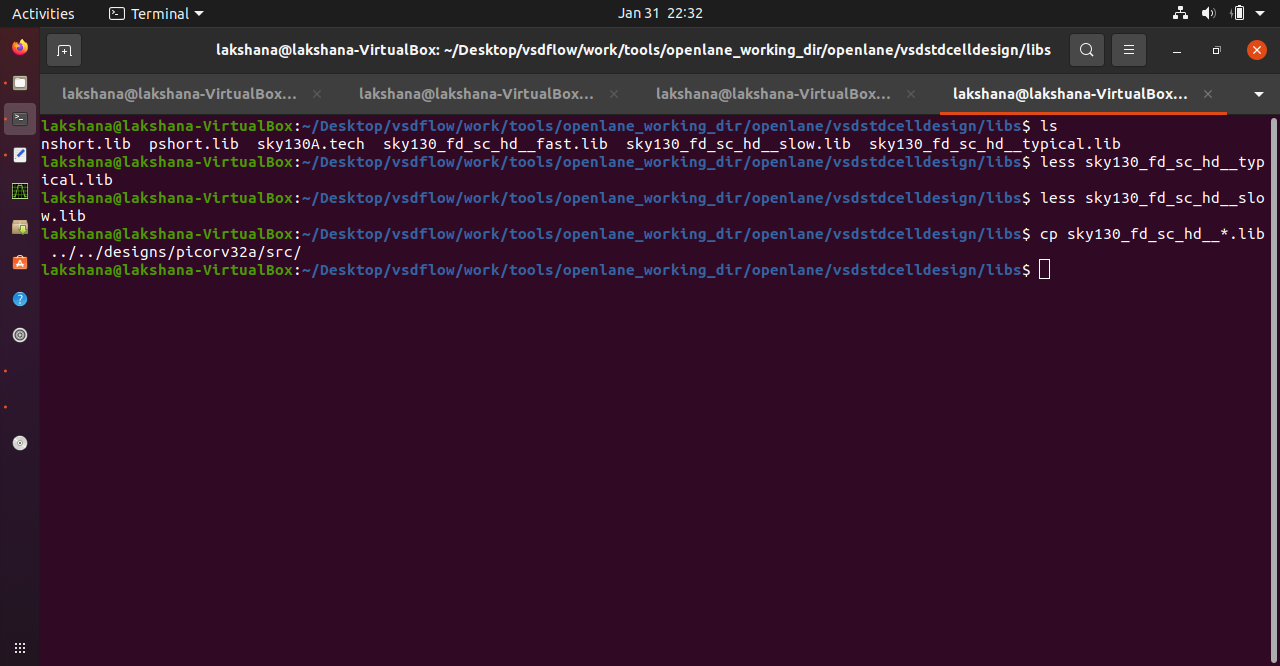 Activities Terminal Jan 31 22:32
lakshana@lakshana-VirtualBox: ~/Desktop/vsdflow/work/tools/openlane_working_dir/openlane/vsdstdcelldesign/libs
lakshana@lakshana-VirtualBox... lakshana@lakshana-VirtualBox... lakshana@lakshana-VirtualBox... lakshana@lakshana-VirtualBox...
lakshana@lakshana-VirtualBox:~/Desktop/vsdflow/work/tools/openlane_working_dir/openlane/vsdstdcelldesign/libs$ ls
nshort.lib  pshort.lib  sky130A.tech  sky130_fd_sc_hd__fast.lib  sky130_fd_sc_hd__slow.lib  sky130_fd_sc_hd__typical.lib
lakshana@lakshana-VirtualBox:~/Desktop/vsdflow/work/tools/openlane_working_dir/openlane/vsdstdcelldesign/libs$ less sky130_fd_sc_hd__typ
ical.lib
lakshana@lakshana-VirtualBox:~/Desktop/vsdflow/work/tools/openlane_working_dir/openlane/vsdstdcelldesign/libs$ less sky130_fd_sc_hd__slo
w.lib
lakshana@lakshana-VirtualBox:~/Desktop/vsdflow/work/tools/openlane_working_dir/openlane/vsdstdcelldesign/libs$ cp sky130_fd_sc_hd__*.lib
 ../../designs/picorv32a/src/
lakshana@lakshana-VirtualBox:~/Desktop/vsdflow/work/tools/openlane_working_dir/openlane/vsdstdcelldesign/libs$